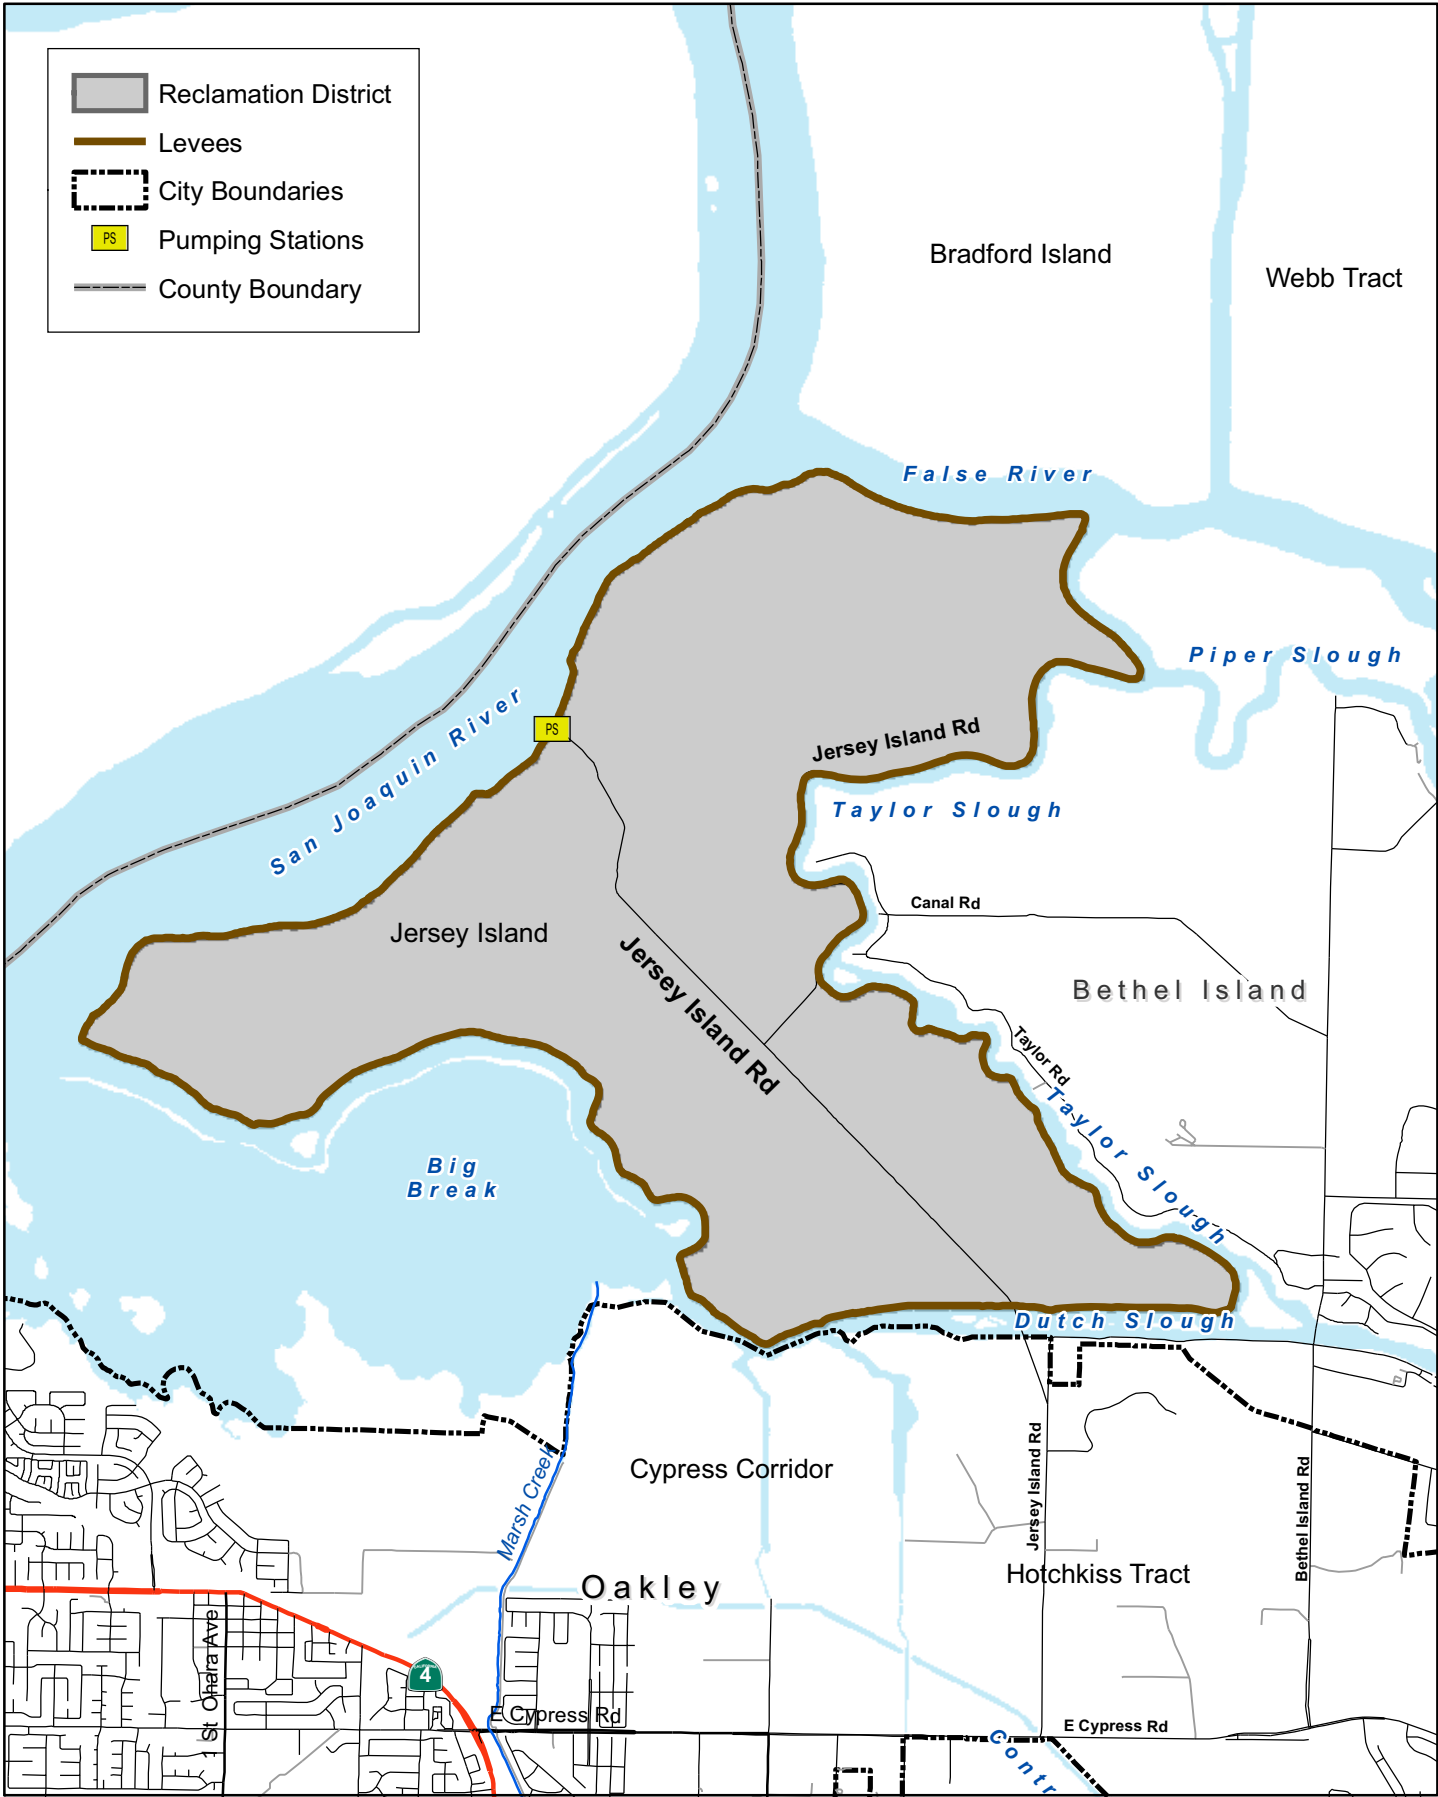 Reclamation District
Levees
City Boundaries
PS
Pumping Stations
County Boundary
Bradford Island
Webb Tract
False River
Piper Slough
San Joaquin River
PS
Jersey Island Rd
Taylor Slough
Canal Rd
Jersey Island
Jersey Island Rd
Bethel Island
Taylor Rd
Taylor Slough
Big
Break
Dutch Slough
Marsh Creek
Cypress Corridor
Jersey Island Rd
Bethel Island Rd
Oakley
Hotchkiss Tract
1 St Ohara Ave
4
E Cypress Rd
E Cypress Rd
Contr